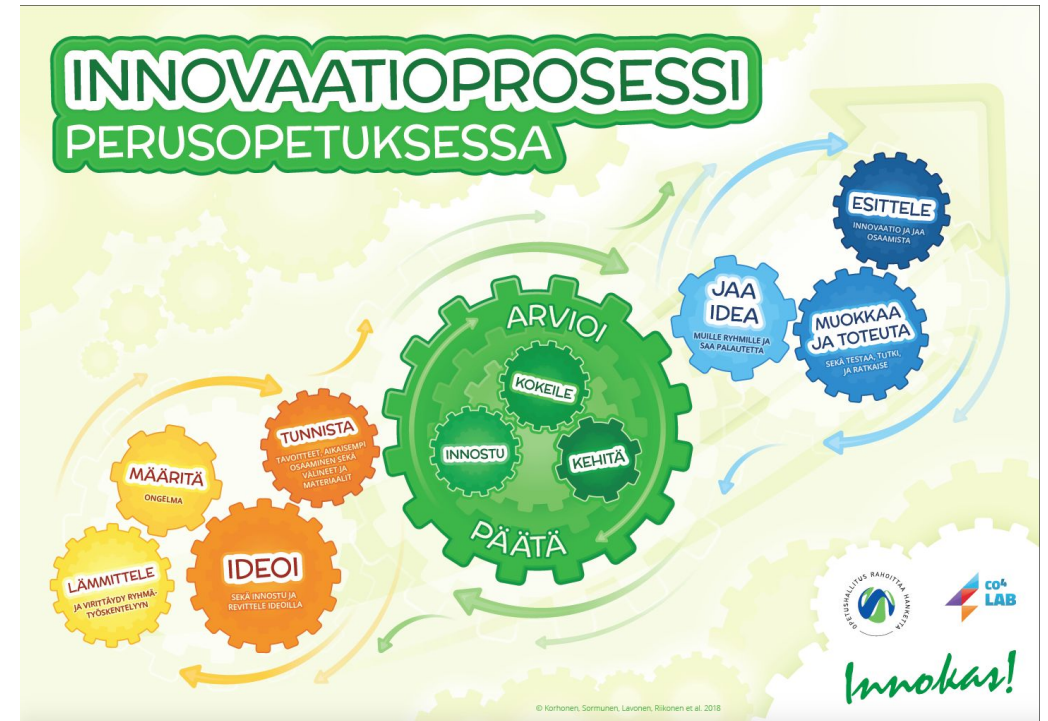 INNOVAATIOPROSESSI
PERUSOPETUKSESSA
LÄMMITTELE
JA VIRITTÄYDY RYHMÄ-
TYÖSKENTELYYN
MÄÄRITÄ
ONGELMA
IDEOI
SEKÄ INNOSTU JA
REVITTELE IDEOILLA
TUNNISTA
TAVOITTEET, AIKAISEMPI
OSAAMINEN SEKÄ
VÄLINEET JA
MATERIAALIT
ARVIOI
KOKEILE
INNOSTU
KEHITÄ
PÄÄTÄ
JAA
IDEA
MUILLE RYHMILLE JA
SAA PALAUTETTA
MUOKKAA
JA TOTEUTA
SEKÄ TESTAA, TUTKI,
JA RATKAISE
ESITTELE
INNOVAATIO JA JAA
OSAAMISTA
OPETUSHALLITUS RAHOITTAA HANKETTA
CO4
LAB
Innokas!
© Korhonen, Sormunen, Lavonen, Riikonen et al. 2018